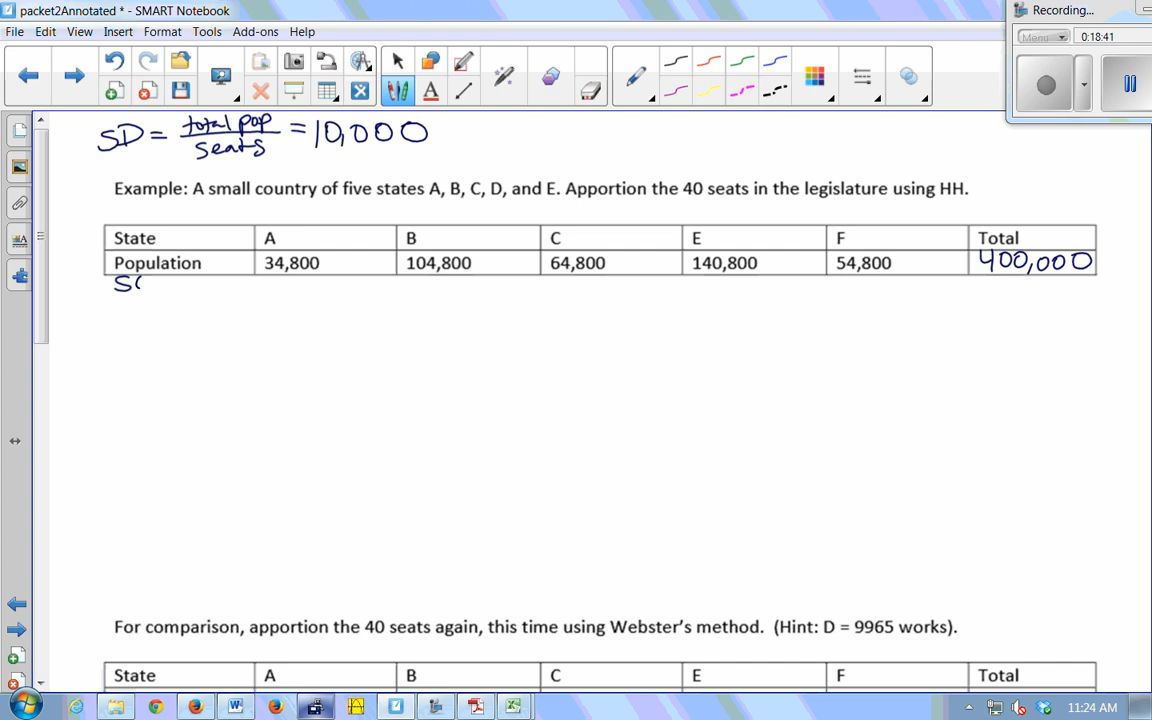 packet2Annotated * - SMART Notebook
Recording...
File Edit View Insert Format Tools Add-ons Help
Menu 0:18:41
SD = total pop / seats = 10,000
Example: A small country of five states A, B, C, D, and E. Apportion the 40 seats in the legislature using HH.
State A B C E F Total
Population 34,800 104,800 64,800 140,800 54,800 400,000
For comparison, apportion the 40 seats again, this time using Webster's method. (Hint: D = 9965 works).
State A B C E F Total
11:24 AM